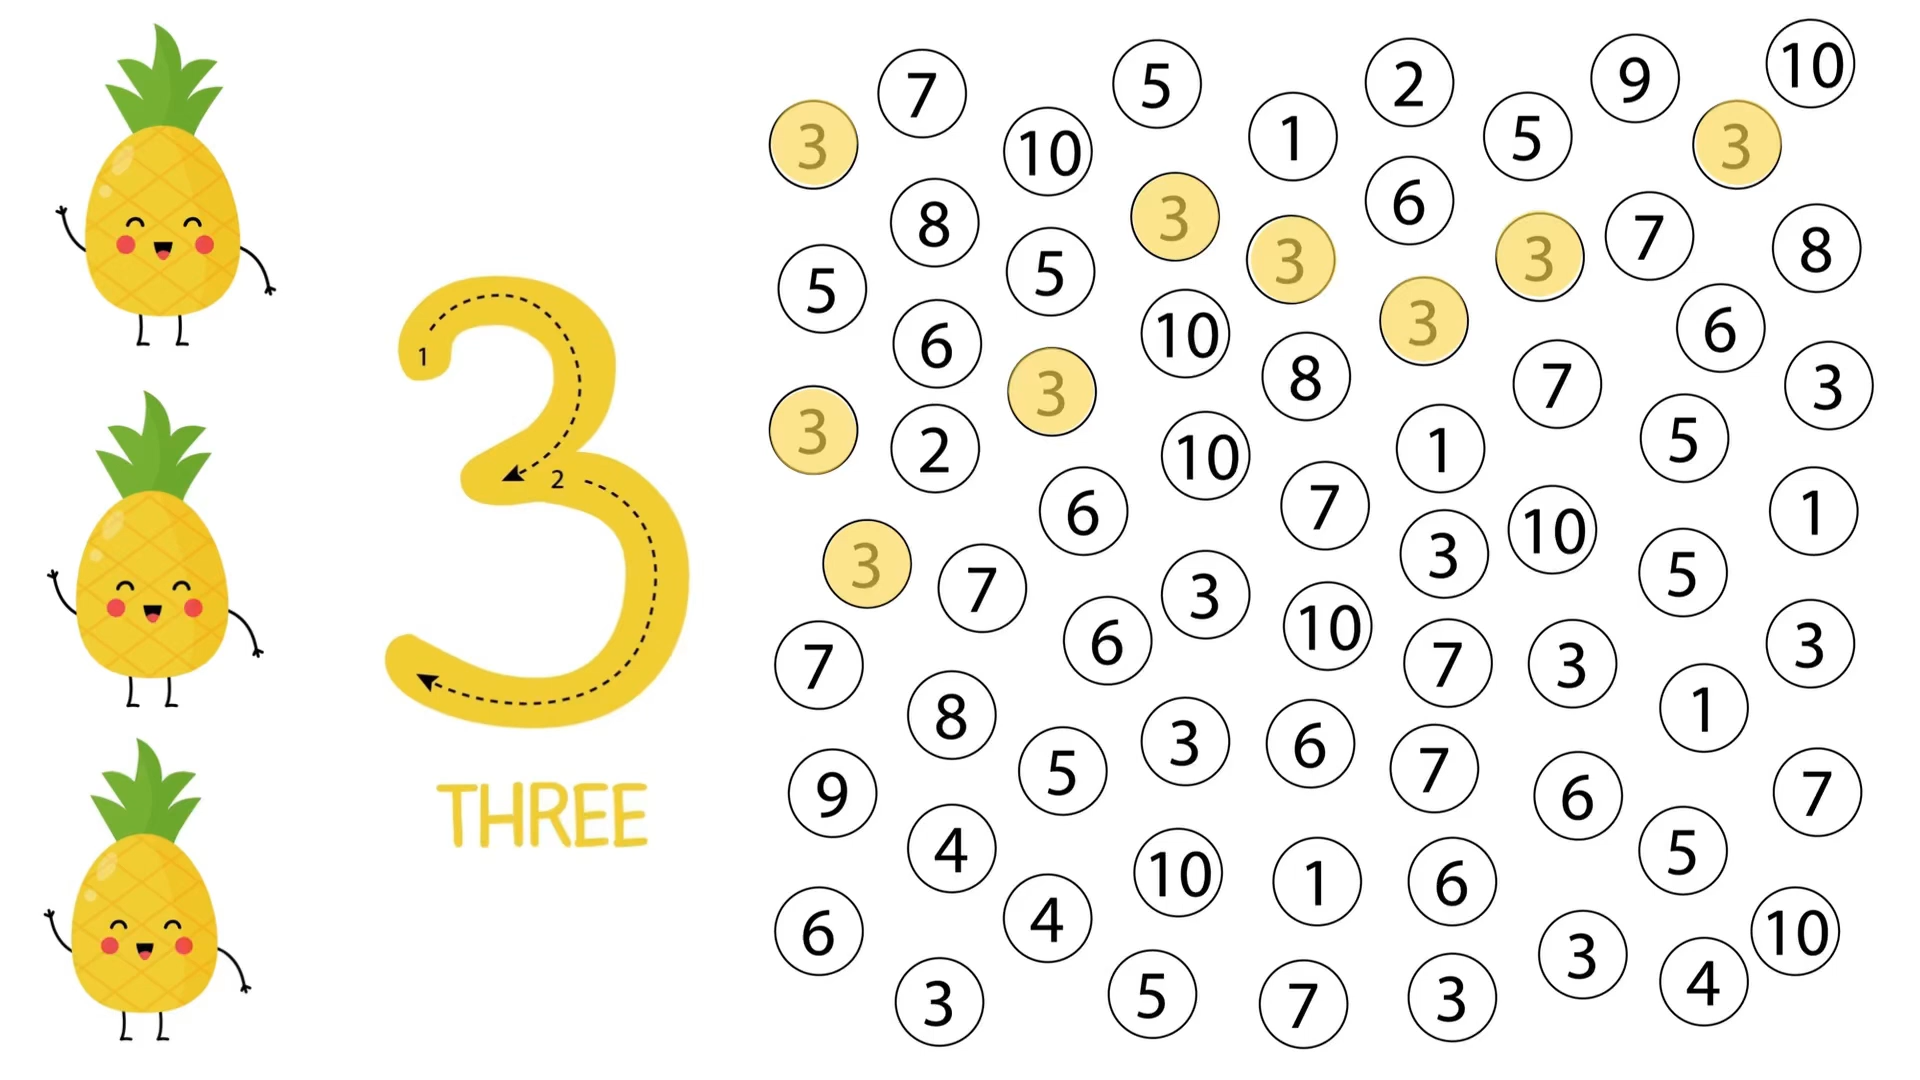 7 5 2 9 10
3 10 1 5 3
8 3 6 7 8
5 5 3 3
6 10 3 6
3 8 7 3
3 2 10 1 5
6 7 10 1
3 7 3 3 5
7 6 10 7 3 3
8 3 6 7 1
9 5 6 7
4 10 1 6 5
6 4 3 10
3 5 7 3 4
1
2
THREE
3